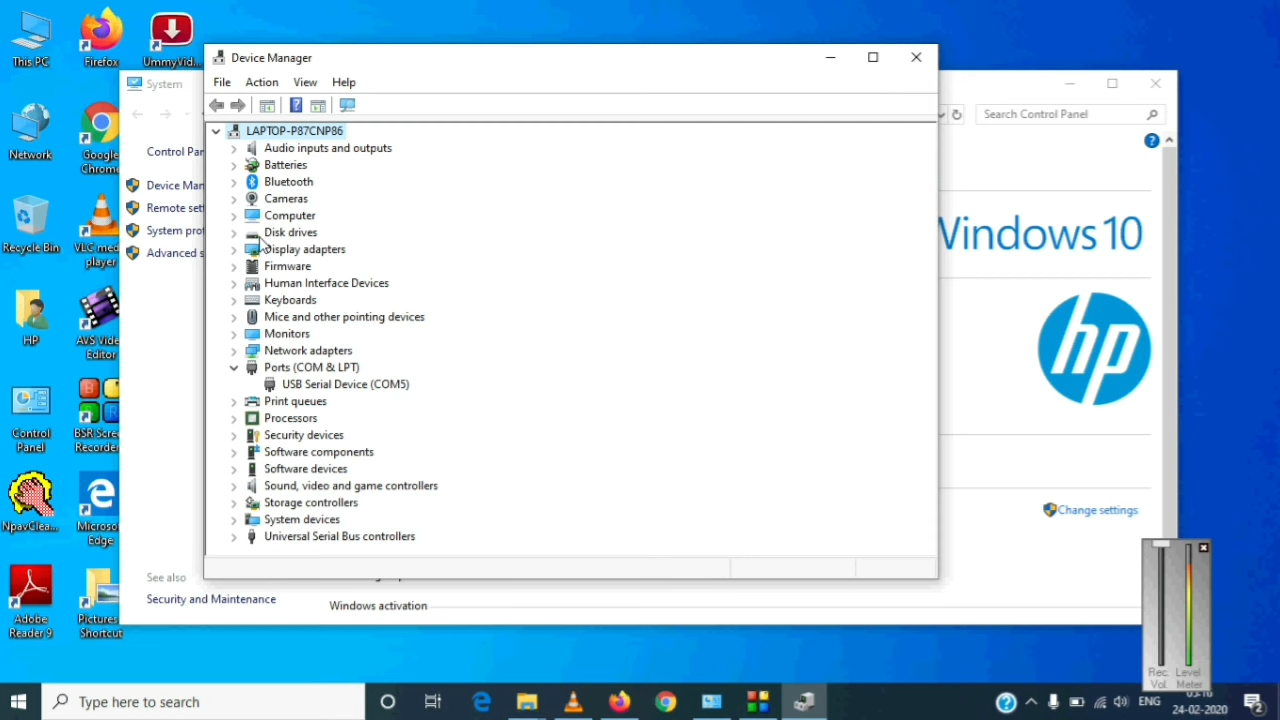 This PC
Firefox
UmmyVid...
Network
Google
Chrome
Recycle Bin
VLC med
player
HP
AVS Vide
Editor
Control
Panel
BSR Scre
Recorder
NpavClea...
Microsof
Edge
Adobe
Reader 9
Pictures
Shortcut
System
Search Control Panel
Control Par
Device Man
Remote sett
System prot
Advanced s
See also
Security and Maintenance
Windows activation
Windows 10
hp
Change settings
Device Manager
File Action View Help
LAPTOP-P87CNP86
Audio inputs and outputs
Batteries
Bluetooth
Cameras
Computer
Disk drives
Display adapters
Firmware
Human Interface Devices
Keyboards
Mice and other pointing devices
Monitors
Network adapters
Ports (COM & LPT)
USB Serial Device (COM5)
Print queues
Processors
Security devices
Software components
Software devices
Sound, video and game controllers
Storage controllers
System devices
Universal Serial Bus controllers
Rec. Level
Vol. Meter
Type here to search
ENG
24-02-2020
2